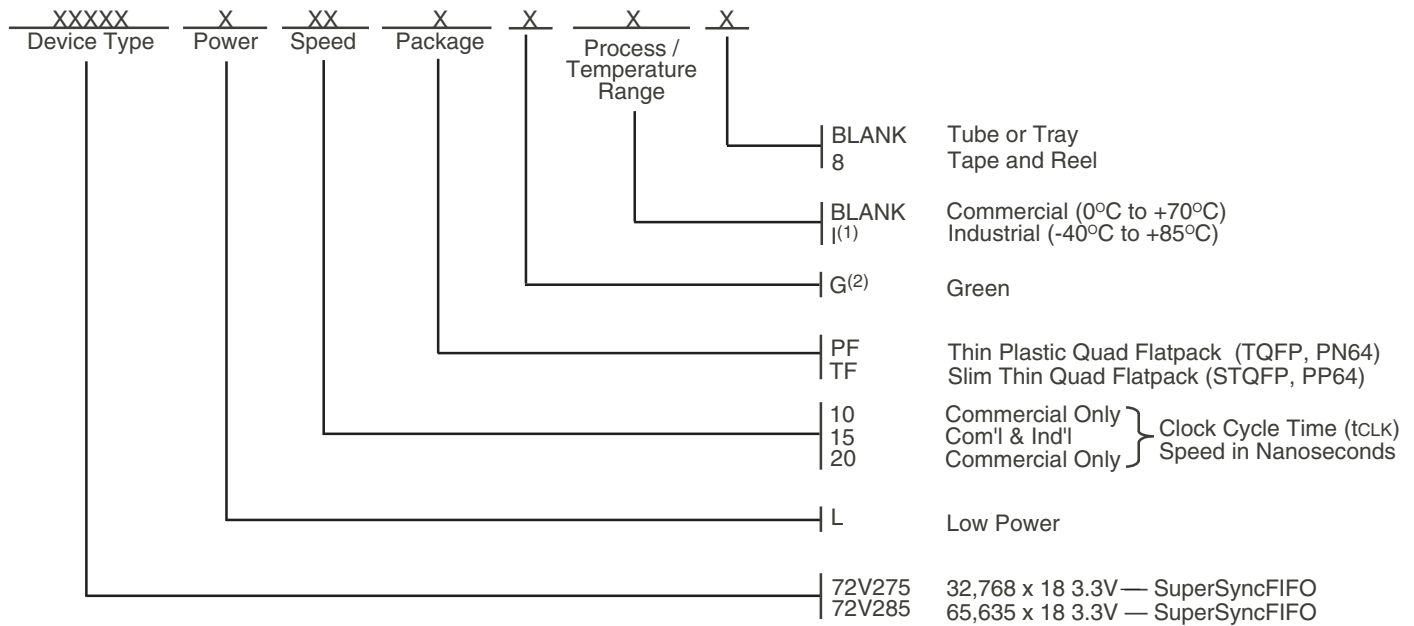 XXXXX X XX X X X X
Device Type Power Speed Package Process /
Temperature
Range
BLANK Tube or Tray
8 Tape and Reel
BLANK Commercial (0°C to +70°C)
I(1) Industrial (-40°C to +85°C)
G(2) Green
PF Thin Plastic Quad Flatpack (TQFP, PN64)
TF Slim Thin Quad Flatpack (STQFP, PP64)
10 Commercial Only
15 Com'l & Ind'l
20 Commercial Only
Clock Cycle Time (tCLK)
Speed in Nanoseconds
L Low Power
72V275 32,768 x 18 3.3V — SuperSyncFIFO
72V285 65,635 x 18 3.3V — SuperSyncFIFO